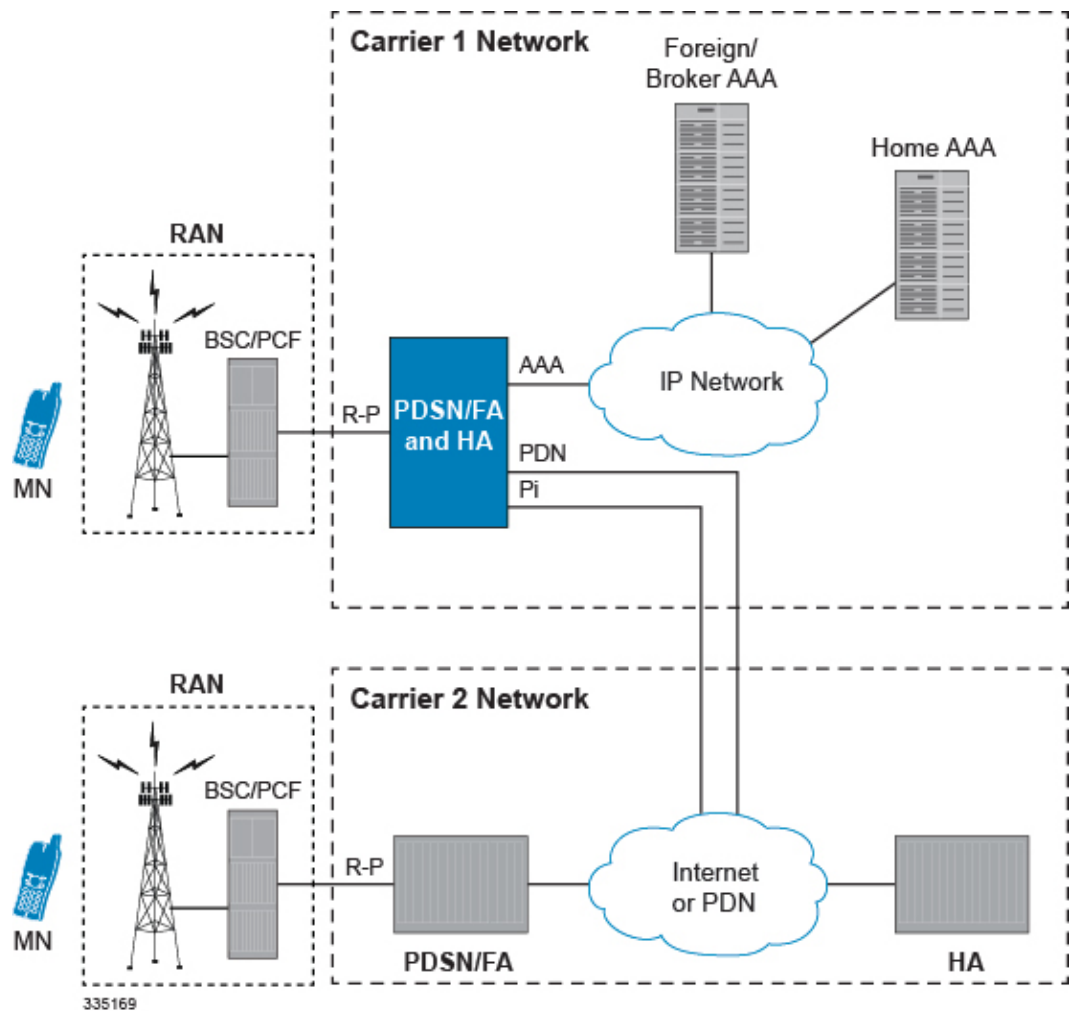 Carrier 1 Network
Foreign/
Broker AAA
Home AAA
RAN
BSC/PCF
MN
R-P
PDSN/FA
and HA
AAA
IP Network
PDN
Pi
Carrier 2 Network
RAN
BSC/PCF
MN
R-P
PDSN/FA
Internet
or PDN
HA
335169